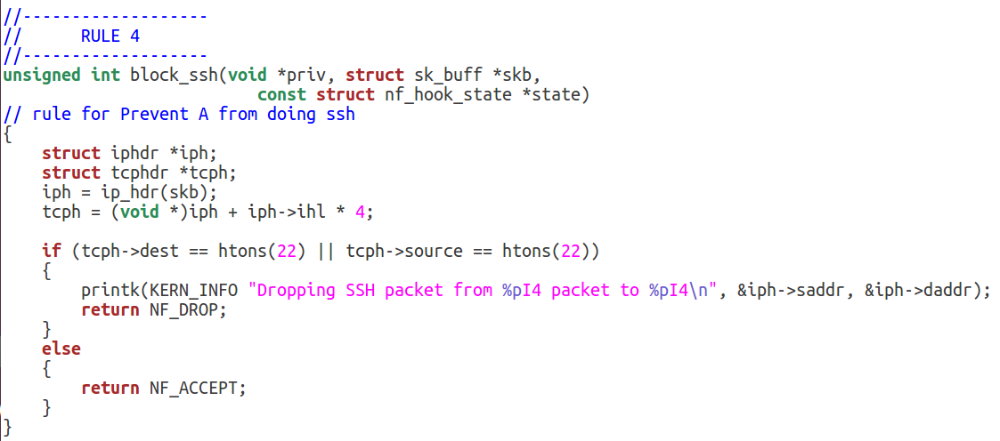 //-------------------
//      RULE 4
//-------------------
unsigned int block_ssh(void *priv, struct sk_buff *skb,
                          const struct nf_hook_state *state)
// rule for Prevent A from doing ssh
{
    struct iphdr *iph;
    struct tcphdr *tcph;
    iph = ip_hdr(skb);
    tcph = (void *)iph + iph->ihl * 4;

    if (tcph->dest == htons(22) || tcph->source == htons(22))
    {
        printk(KERN_INFO "Dropping SSH packet from %pI4 packet to %pI4\n", &iph->saddr, &iph->daddr);
        return NF_DROP;
    }
    else
    {
        return NF_ACCEPT;
    }
}